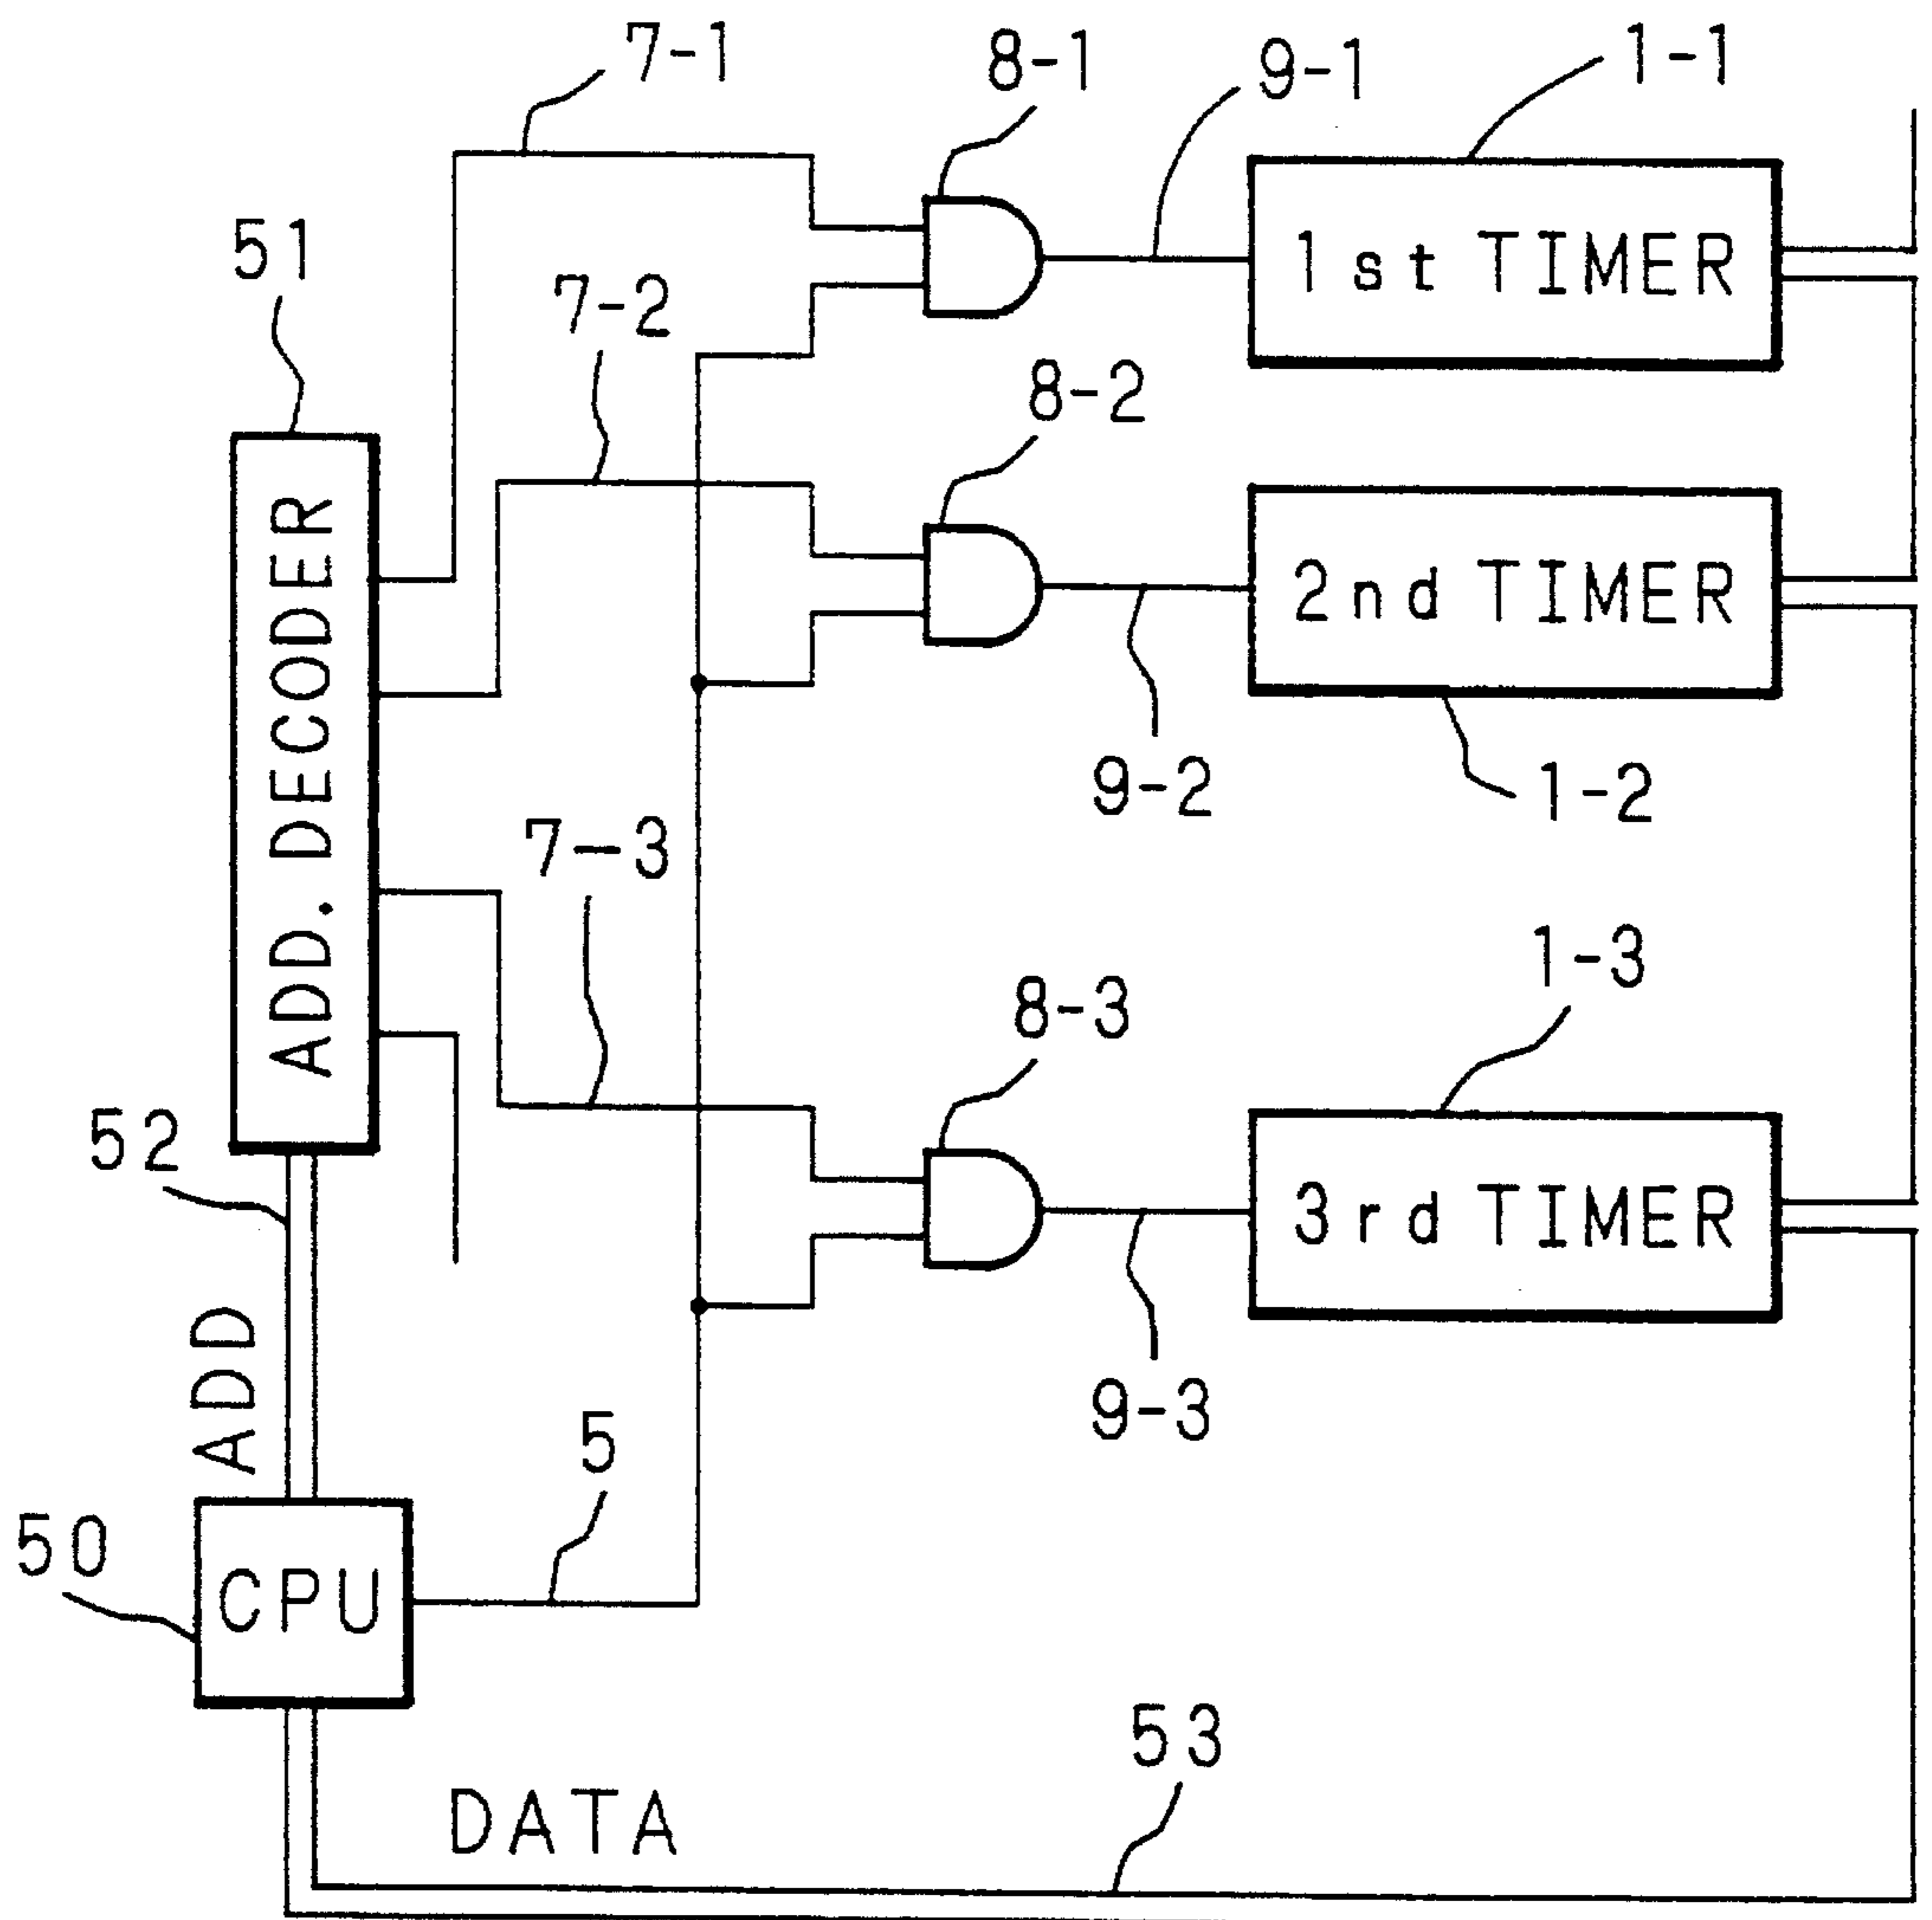 7-1
8-1
9-1
1-1
51
7-2
1st TIMER
8-2
ADD. DECODER
2nd TIMER
9-2
1-2
7-3
1-3
8-3
52
3rd TIMER
ADD
9-3
5
50
CPU
53
DATA